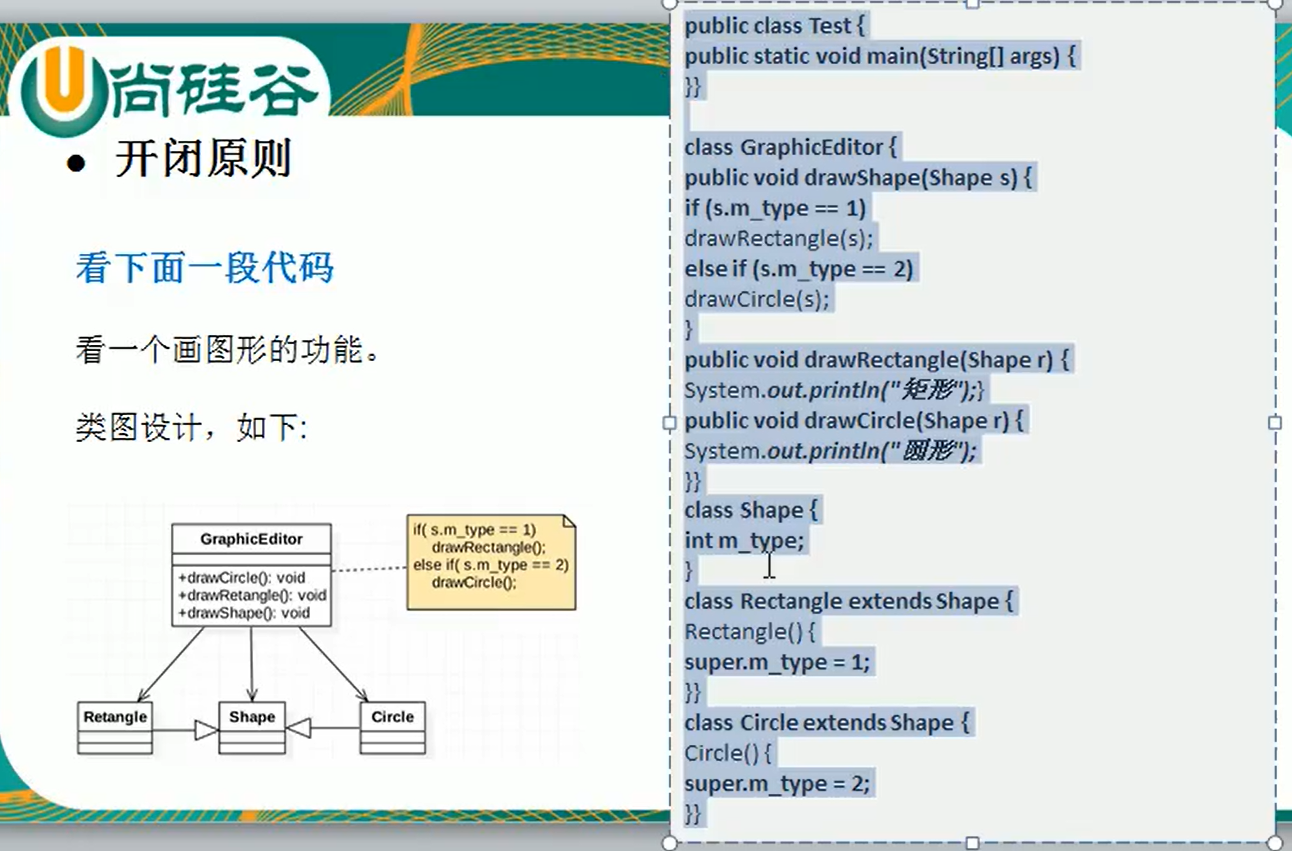 尚硅谷
• 开闭原则
看下面一段代码
看一个画图形的功能。
类图设计，如下:
GraphicEditor
+drawCircle(): void
+drawRetangle(): void
+drawShape(): void
if( s.m_type == 1)
drawRectangle();
else if( s.m_type == 2)
drawCircle();
Retangle
Shape
Circle
public class Test {
public static void main(String[] args) {
}}
class GraphicEditor {
public void drawShape(Shape s) {
if (s.m_type == 1)
drawRectangle(s);
else if (s.m_type == 2)
drawCircle(s);
}
public void drawRectangle(Shape r) {
System.out.println("矩形");}
public void drawCircle(Shape r) {
System.out.println("圆形");
}}
class Shape {
int m_type;
}
class Rectangle extends Shape {
Rectangle() {
super.m_type = 1;
}}
class Circle extends Shape {
Circle() {
super.m_type = 2;
}}